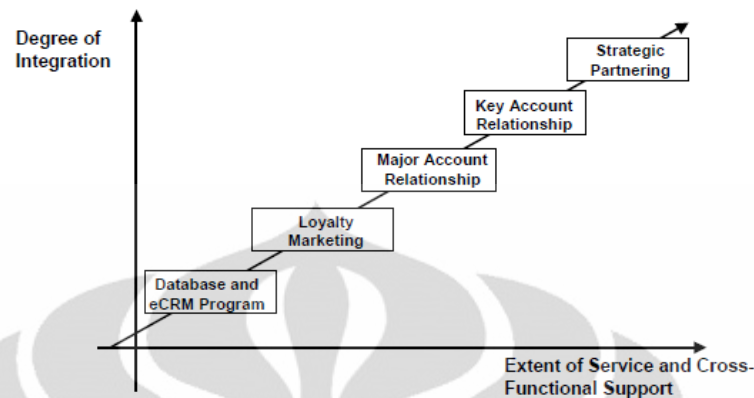 Degree of
Integration
Strategic
Partnering
Key Account
Relationship
Major Account
Relationship
Loyalty
Marketing
Database and
eCRM Program
Extent of Service and Cross-
Functional Support